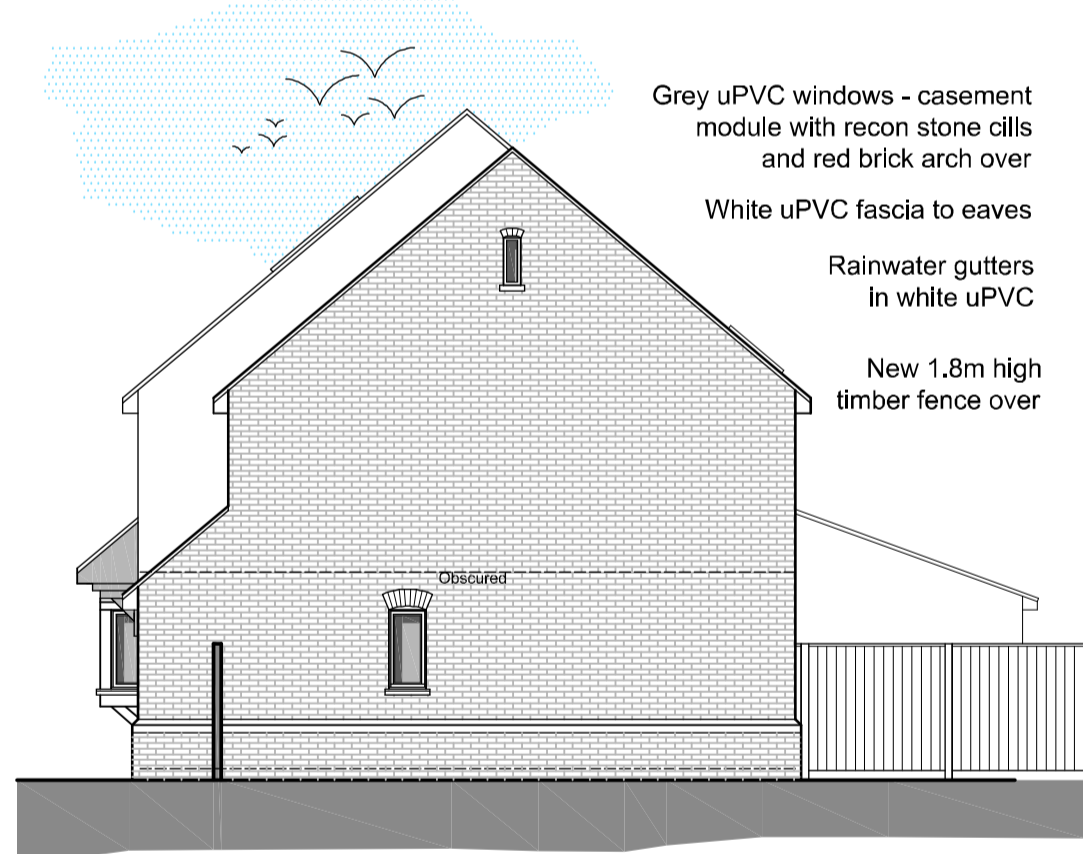 Grey uPVC windows - casement
module with recon stone cills
and red brick arch over
White uPVC fascia to eaves
Rainwater gutters
in white uPVC
New 1.8m high
timber fence over
Obscured